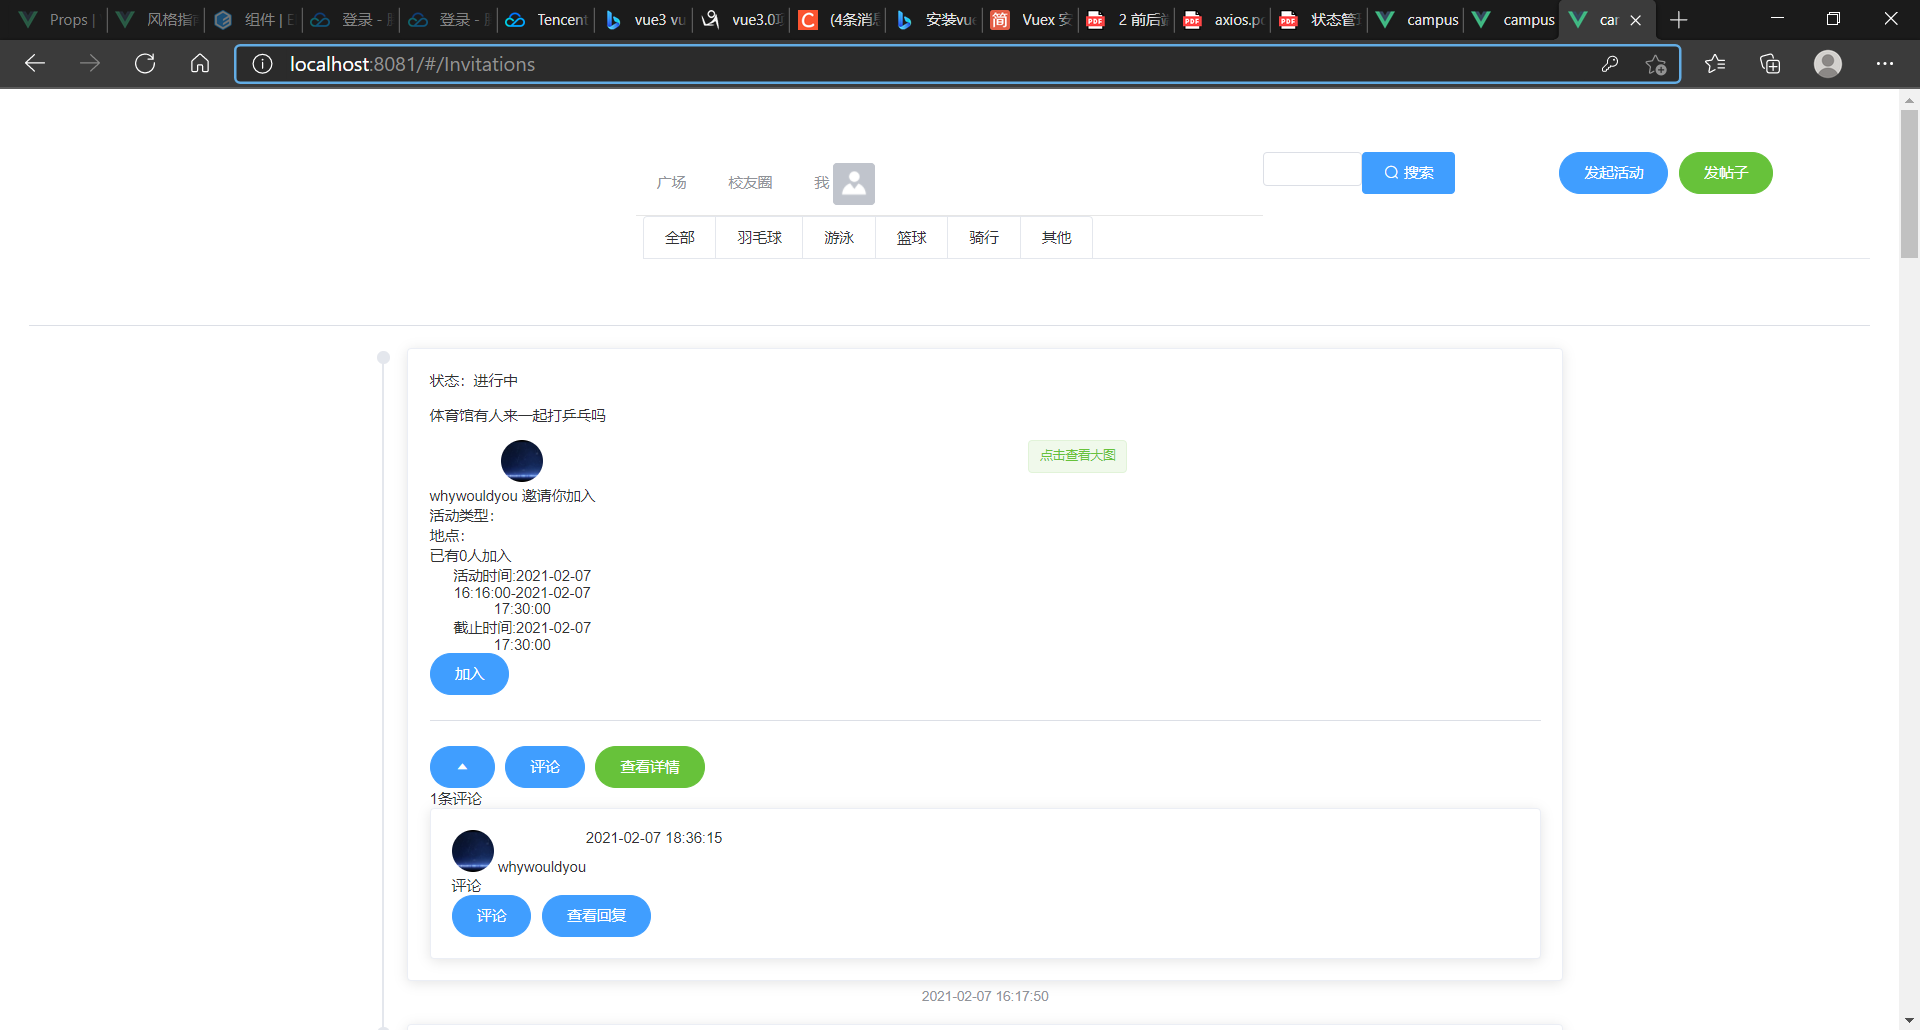 Props |
风格指
组件 | E
登录 -
登录 -
Tencent
vue3 vu
vue3.0
(4条消
安装vu
简
Vuex 安
PDF
2 前后
PDF
axios.p
PDF
状态管
campus
campus
car
localhost:8081/#/Invitations
广场
校友圈
我
搜索
发起活动
发帖子
全部
羽毛球
游泳
篮球
骑行
其他
状态：进行中
体育馆有人来一起打乒乓吗
点击查看大图
whywouldyou 邀请你加入
活动类型：
地点：
已有0人加入
活动时间:2021-02-07
16:16:00-2021-02-07
17:30:00
截止时间:2021-02-07
17:30:00
加入
评论
查看详情
1条评论
2021-02-07 18:36:15
whywouldyou
评论
评论
查看回复
2021-02-07 16:17:50